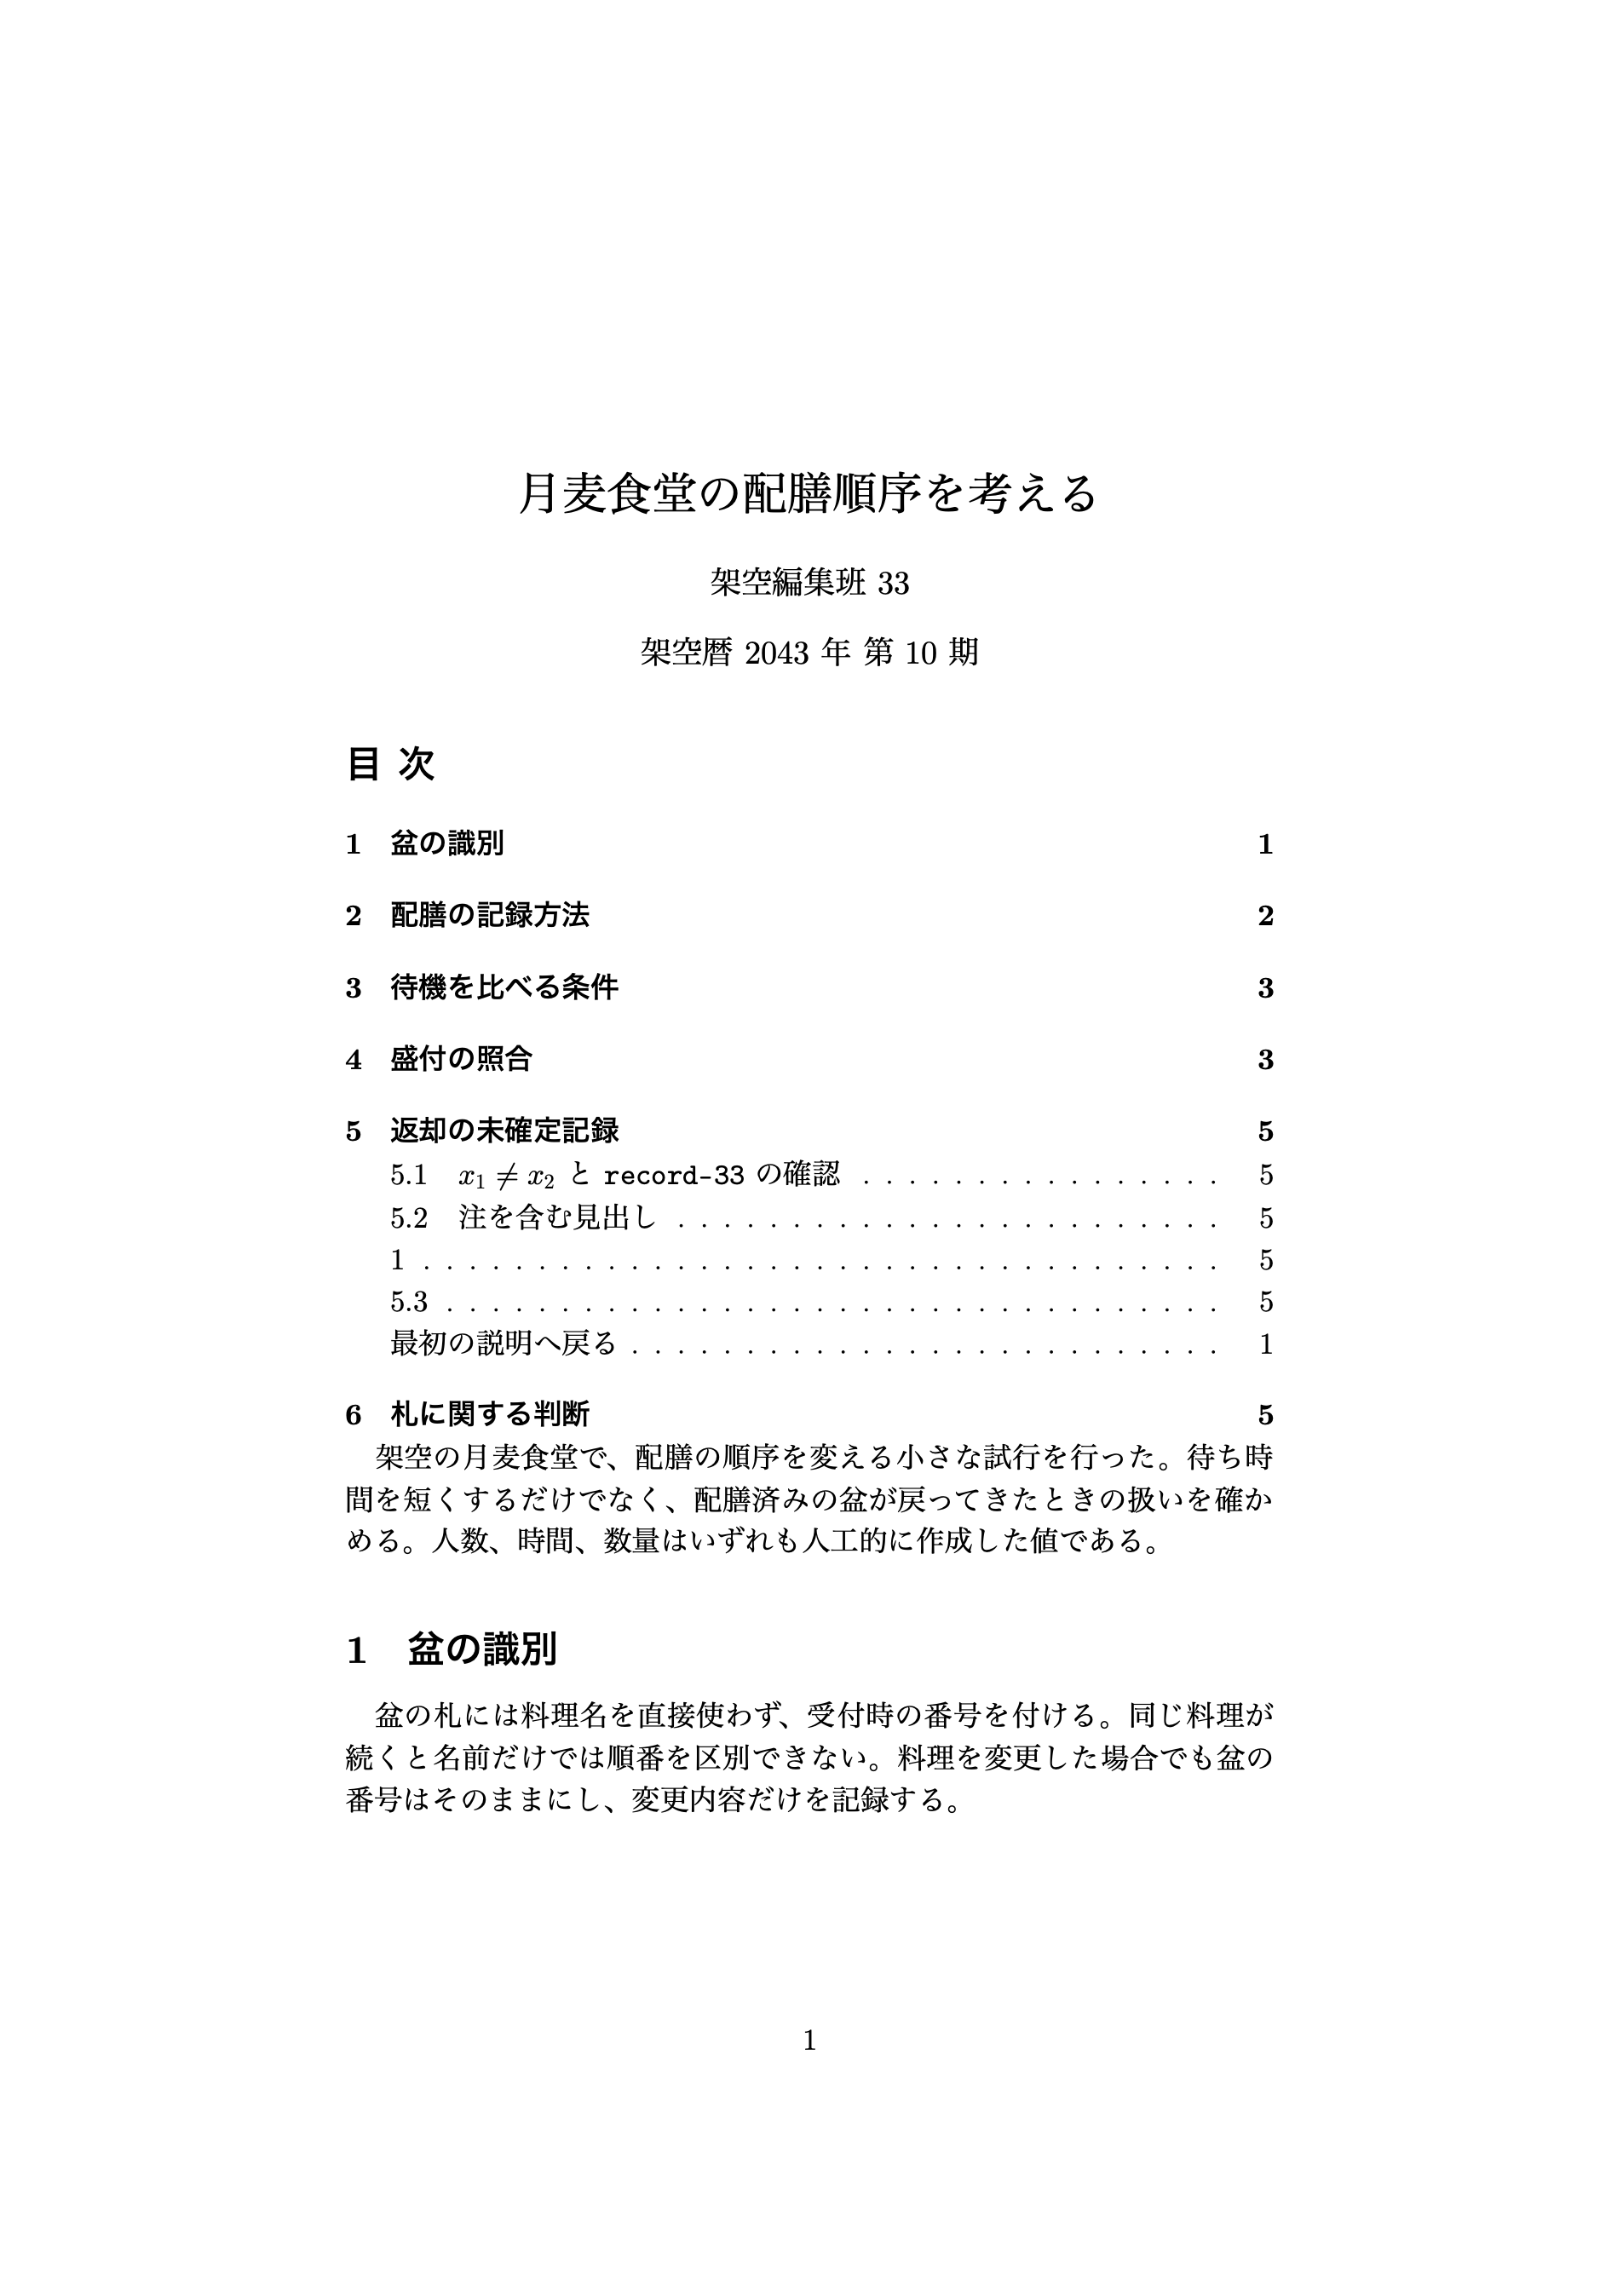 月麦食堂の配膳順序を考える
架空編集班 33
架空暦 2043 年 第 10 期
目 次
1 盆の識別 1
2 配膳の記録方法 2
3 待機を比べる条件 3
4 盛付の照合 3
5 返却の未確定記録 5
5.1 x₁ ≠ x₂ と record-33 の確認 . . . . . . . . . . . . . . . . 5
5.2 注を含む見出し . . . . . . . . . . . . . . . . . . . . . . . . 5
1 . . . . . . . . . . . . . . . . . . . . . . . . . . . . . . . . . . . 5
5.3 . . . . . . . . . . . . . . . . . . . . . . . . . . . . . . . . . . 5
最初の説明へ戻る . . . . . . . . . . . . . . . . . . . . . . . . . . 1
6 札に関する判断 5
架空の月麦食堂で、配膳の順序を変える小さな試行を行った。待ち時
間を短くするだけでなく、配膳済みの盆が戻ってきたときの扱いを確か
める。人数、時間、数量はいずれも人工的に作成した値である。
1 盆の識別
盆の札には料理名を直接使わず、受付時の番号を付ける。同じ料理が
続くと名前だけでは順番を区別できない。料理を変更した場合でも盆の
番号はそのままにし、変更内容だけを記録する。
1